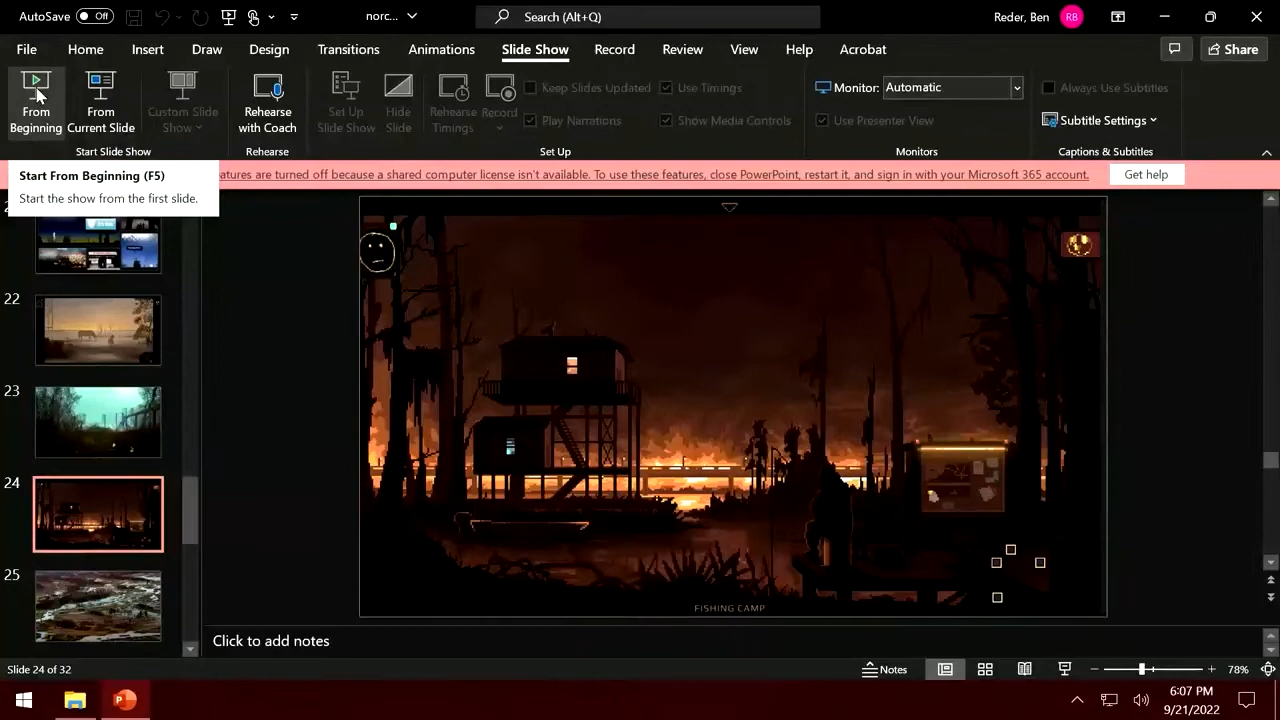 AutoSave Off norc... Search (Alt+Q) Reder, Ben RB
File Home Insert Draw Design Transitions Animations Slide Show Record Review View Help Acrobat Share
From Beginning
From Current Slide
Custom Slide Show
Rehearse with Coach
Set Up Slide Show
Hide Slide
Rehearse Timings
Record
Keep Slides Updated
Play Narrations
Use Timings
Show Media Controls
Monitor: Automatic
Use Presenter View
Always Use Subtitles
Subtitle Settings
Start Slide Show Rehearse Set Up Monitors Captions & Subtitles
Start From Beginning (F5)
Start the show from the first slide.
eatures are turned off because a shared computer license isn't available. To use these features, close PowerPoint, restart it, and sign in with your Microsoft 365 account. Get help
22
23
24
25
FISHING CAMP
Click to add notes
Slide 24 of 32 Notes 78%
6:07 PM
9/21/2022